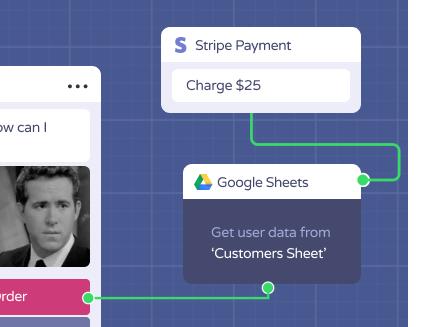 Stripe Payment
Charge $25
ow can I
Google Sheets
Get user data from
‘Customers Sheet’
Order